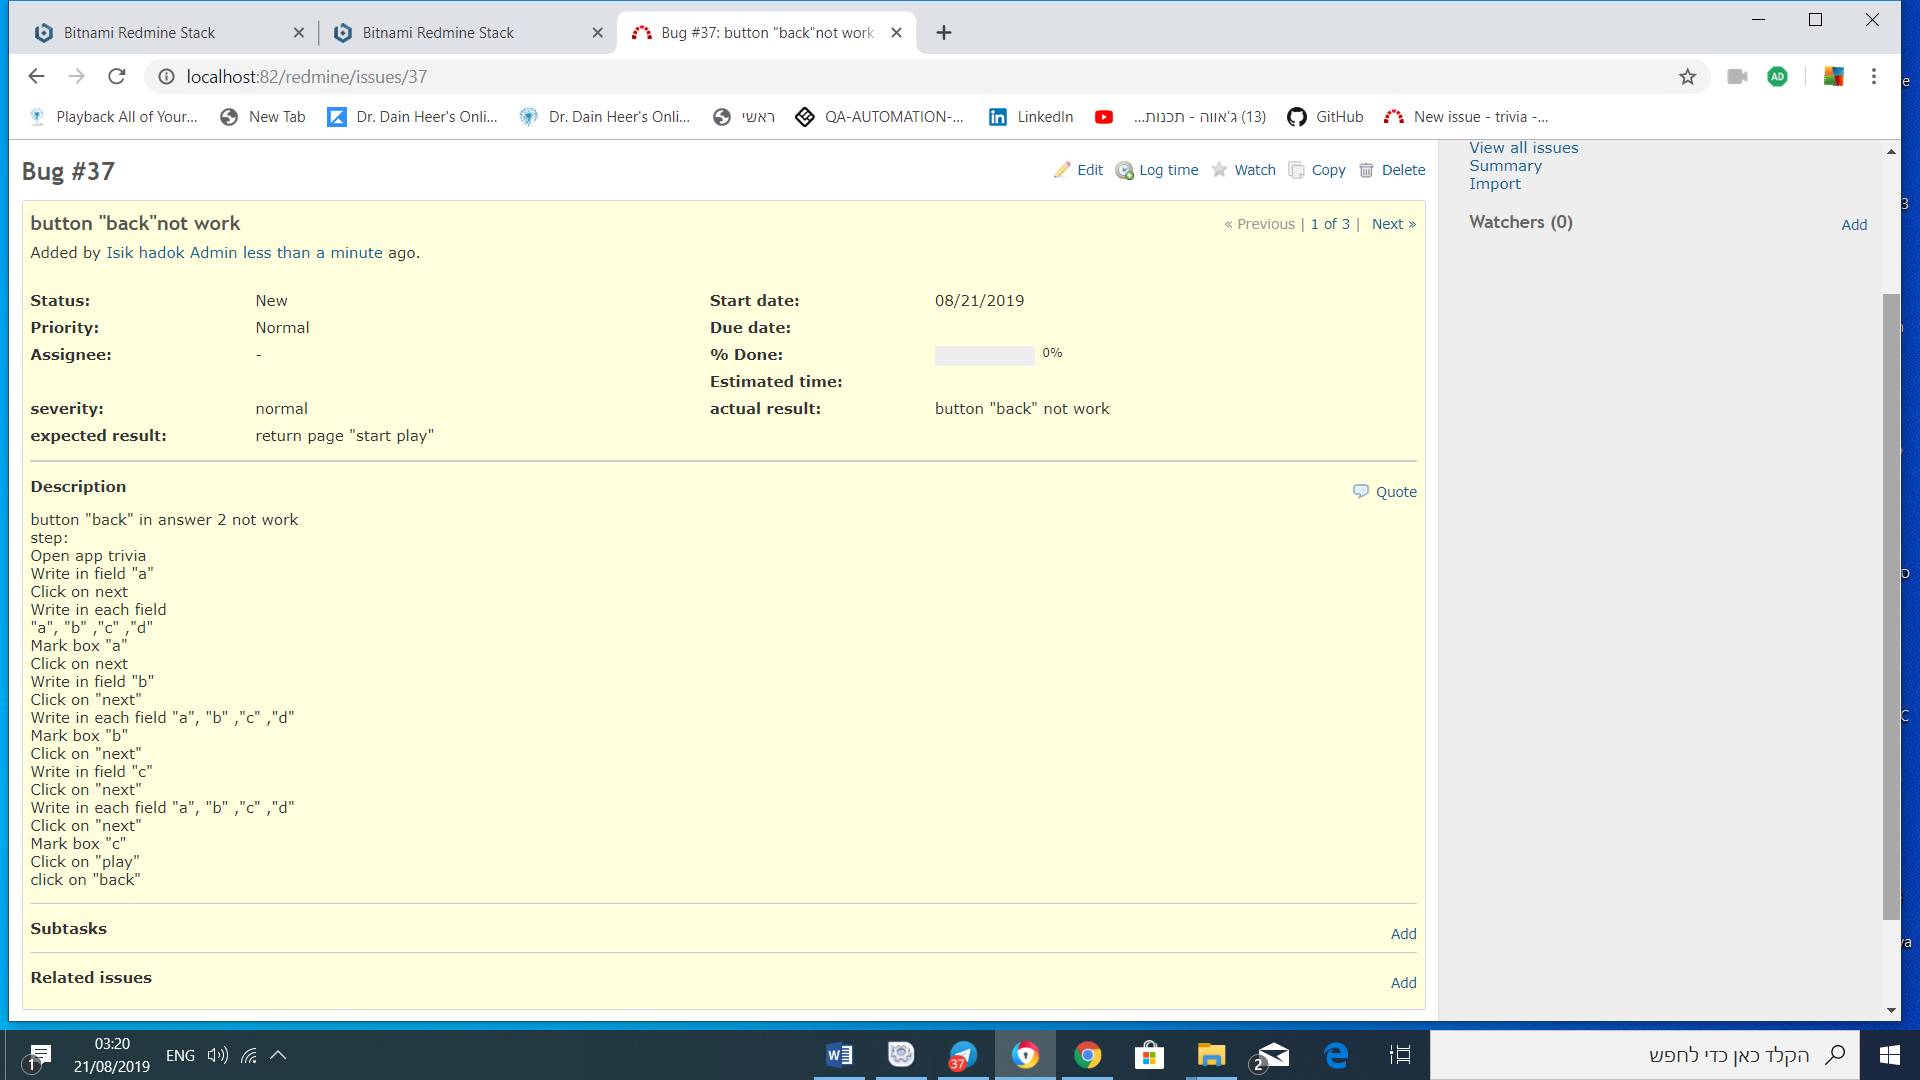 Bitnami Redmine Stack
Bitnami Redmine Stack
Bug #37: button "back"not work
localhost:82/redmine/issues/37
Playback All of Your...
New Tab
Dr. Dain Heer's Onli...
Dr. Dain Heer's Onli...
ראשי
QA-AUTOMATION-...
LinkedIn
(13) ג'אווה - תכנות...
GitHub
New issue - trivia -...
Bug #37
Edit Log time Watch Copy Delete
View all issues
Summary
Import
Watchers (0) Add
button "back"not work
« Previous | 1 of 3 | Next »
Added by Isik hadok Admin less than a minute ago.
Status: New Start date: 08/21/2019
Priority: Normal Due date:
Assignee: - % Done: 0%
Estimated time:
severity: normal actual result: button "back" not work
expected result: return page "start play"
Description
Quote
button "back" in answer 2 not work
step:
Open app trivia
Write in field "a"
Click on next
Write in each field
"a", "b" ,"c" ,"d"
Mark box "a"
Click on next
Write in field "b"
Click on "next"
Write in each field "a", "b" ,"c" ,"d"
Mark box "b"
Click on "next"
Write in field "c"
Click on "next"
Write in each field "a", "b" ,"c" ,"d"
Click on "next"
Mark box "c"
Click on "play"
click on "back"
Subtasks
Add
Related issues
Add
1
03:20
21/08/2019
ENG
37
2
הקלד כאן כדי לחפש